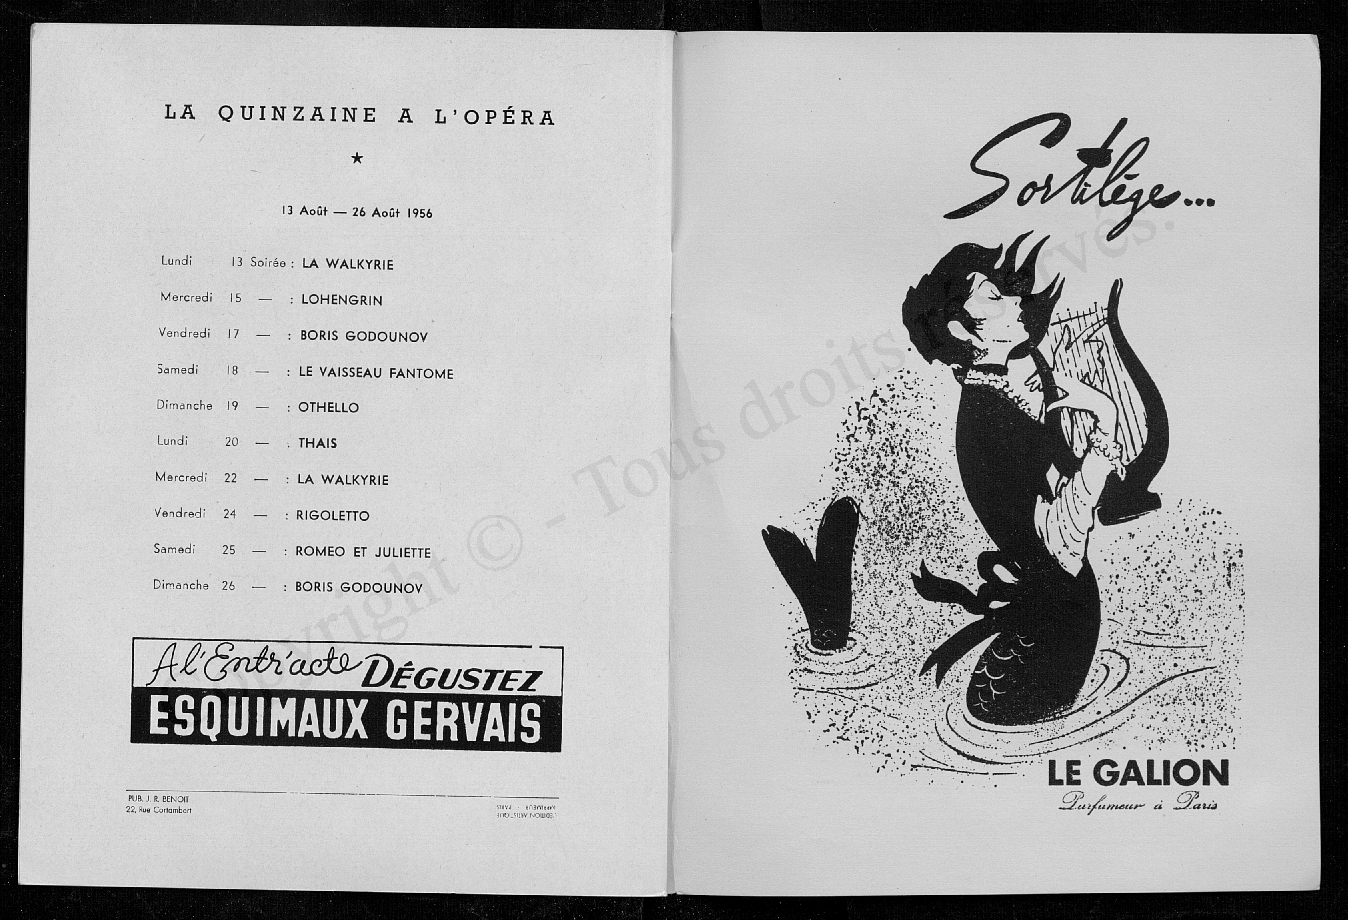 LA QUINZAINE A L'OPÉRA
★
13 Août — 26 Août 1956
Lundi 13 Soirée : LA WALKYRIE
Mercredi 15 — : LOHENGRIN
Vendredi 17 — : BORIS GODOUNOV
Samedi 18 — : LE VAISSEAU FANTOME
Dimanche 19 — : OTHELLO
Lundi 20 — . THAIS
Mercredi 22 — : LA WALKYRIE
Vendredi 24 — : RIGOLETTO
Samedi 25 — : ROMEO ET JULIETTE
Dimanche 26 — : BORIS GODOUNOV
A l'Entr'acte DÉGUSTEZ
ESQUIMAUX GERVAIS
PUB. J. R. BENOIT
22, Rue Cortambert
Sortilèges...
LE GALION
Parfumeur à Paris
Copyright © - Tous droits réservés.